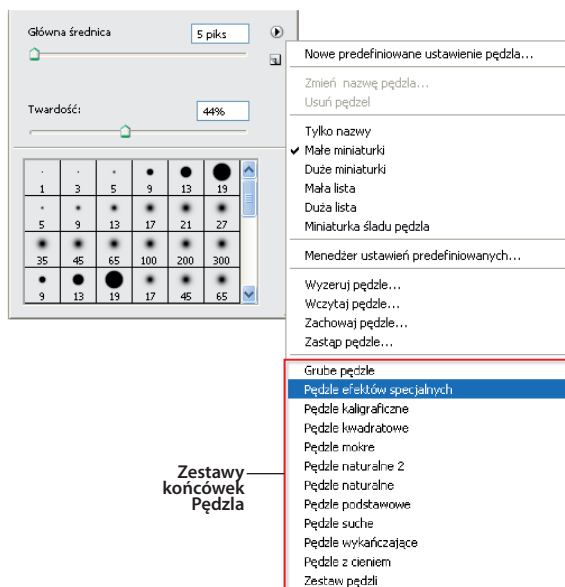 Główna średnica 5 piks
Twardość: 44%
1 3 5 9 13 19
5 9 13 17 21 27
35 45 65 100 200 300
9 13 19 17 45 65
Nowe predefiniowane ustawienie pędzla...
Zmień nazwę pędzla...
Usuń pędzel
Tylko nazwy
Małe miniaturki
Duże miniaturki
Mała lista
Duża lista
Miniaturka śladu pędzla
Menedżer ustawień predefiniowanych...
Wyzeruj pędzle...
Wczytaj pędzle...
Zachowaj pędzle...
Zastąp pędzle...
Grube pędzle
Pędzle efektów specjalnych
Pędzle kaligraficzne
Pędzle kwadratowe
Pędzle mokre
Pędzle naturalne 2
Pędzle naturalne
Pędzle podstawowe
Pędzle suche
Pędzle wykańczające
Pędzle z cieniem
Zestaw pędzli
Zestawy
końcówek
Pędzla